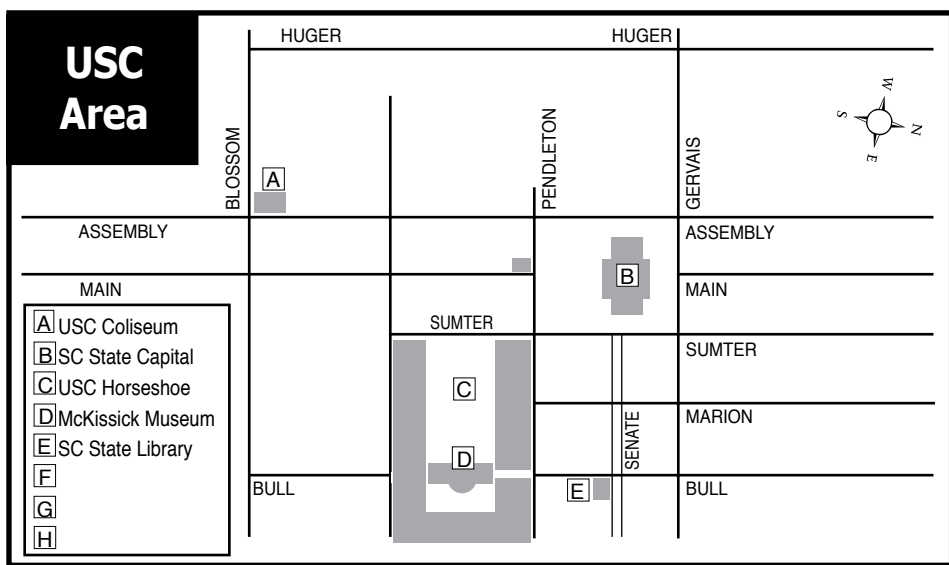 USC
Area
HUGER
HUGER
BLOSSOM
PENDLETON
GERVAIS
W
S
N
E
A
ASSEMBLY
ASSEMBLY
B
MAIN
MAIN
A USC Coliseum
B SC State Capital
C USC Horseshoe
D McKissick Museum
E SC State Library
F
G
H
SUMTER
SUMTER
C
MARION
SENATE
D
BULL
E
BULL